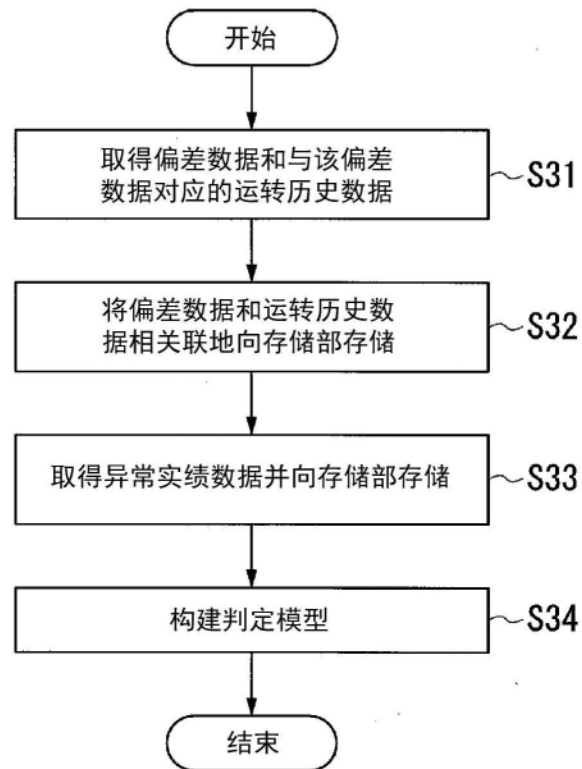 开始
取得偏差数据和与该偏差
数据对应的运转历史数据
S31
将偏差数据和运转历史数
据相关联地向存储部存储
S32
取得异常实绩数据并向存储部存储
S33
构建判定模型
S34
结束